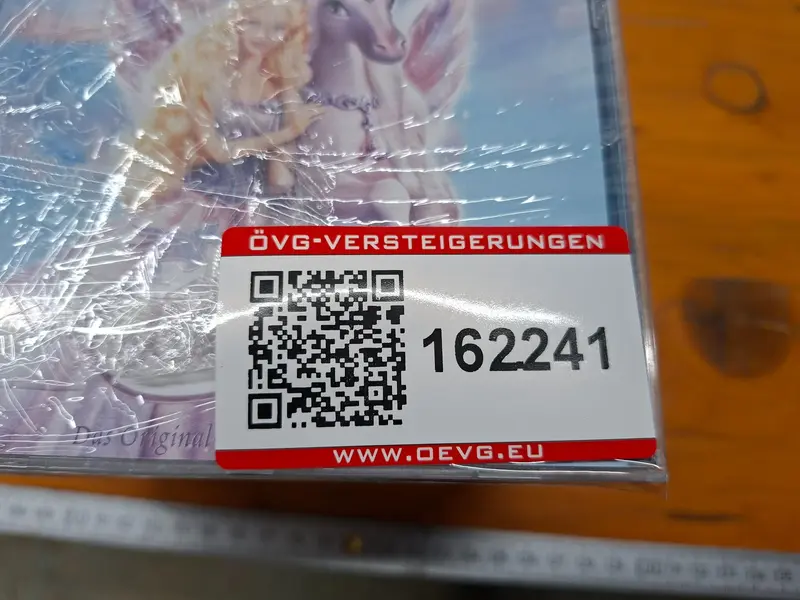 ÖVG-VERSTEIGERUNGEN
162241
Das Original
WWW.OEVG.EU